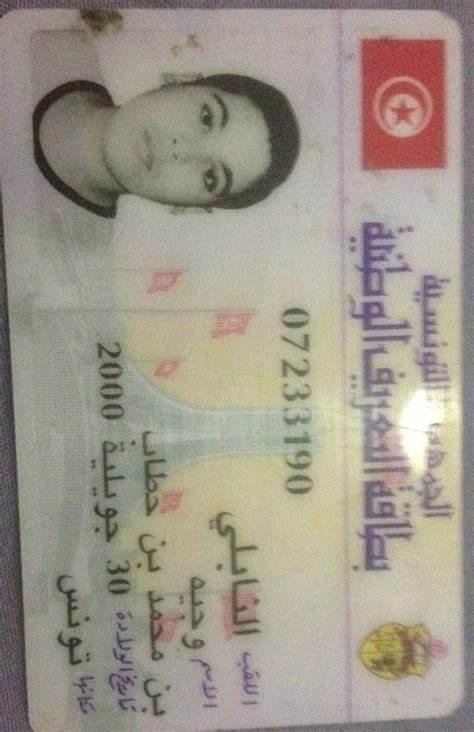 الجمهورية التونسية
بطاقة التعريف الوطنية
07233190
اللقب النابلي
الاسم وجيه
بن محمد بن حطاب
تاريخ الولادة 30 جويلية 2000
مكانها تونس